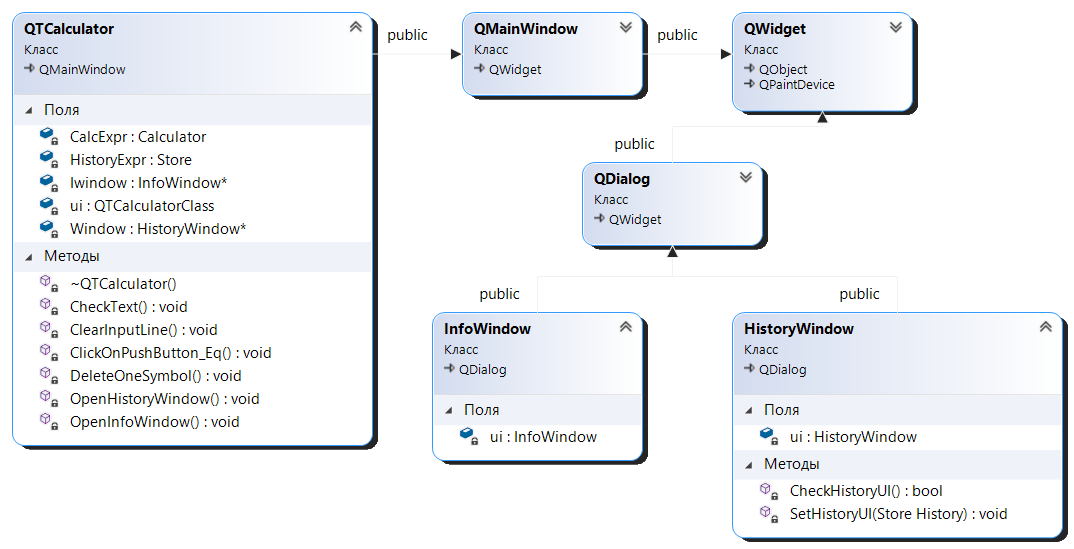 QTCalculator
Класс
QMainWindow
Поля
CalcExpr : Calculator
HistoryExpr : Store
Iwindow : InfoWindow*
ui : QTCalculatorClass
Window : HistoryWindow*
Методы
~QTCalculator()
CheckText() : void
ClearInputLine() : void
ClickOnPushButton_Eq() : void
DeleteOneSymbol() : void
OpenHistoryWindow() : void
OpenInfoWindow() : void
public
QMainWindow
Класс
QWidget
public
QWidget
Класс
QObject
QPaintDevice
public
QDialog
Класс
QWidget
public
public
InfoWindow
Класс
QDialog
Поля
ui : InfoWindow
HistoryWindow
Класс
QDialog
Поля
ui : HistoryWindow
Методы
CheckHistoryUI() : bool
SetHistoryUI(Store History) : void